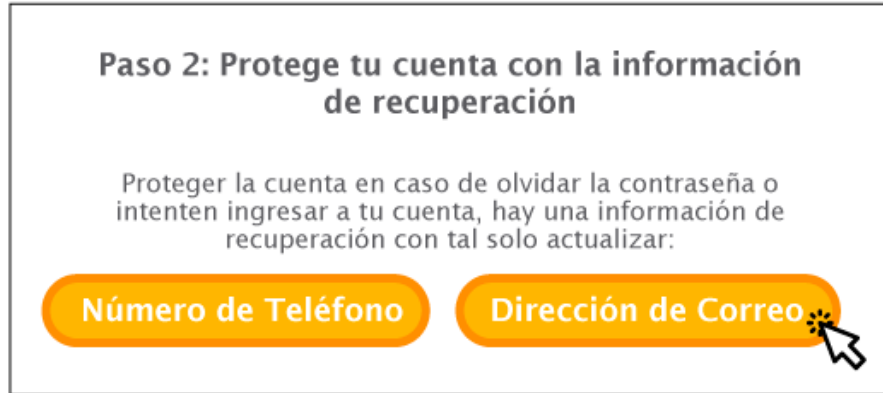 Paso 2: Protege tu cuenta con la información
de recuperación
Proteger la cuenta en caso de olvidar la contraseña o
intenten ingresar a tu cuenta, hay una información de
recuperación con tal solo actualizar:
Número de Teléfono
Dirección de Correo